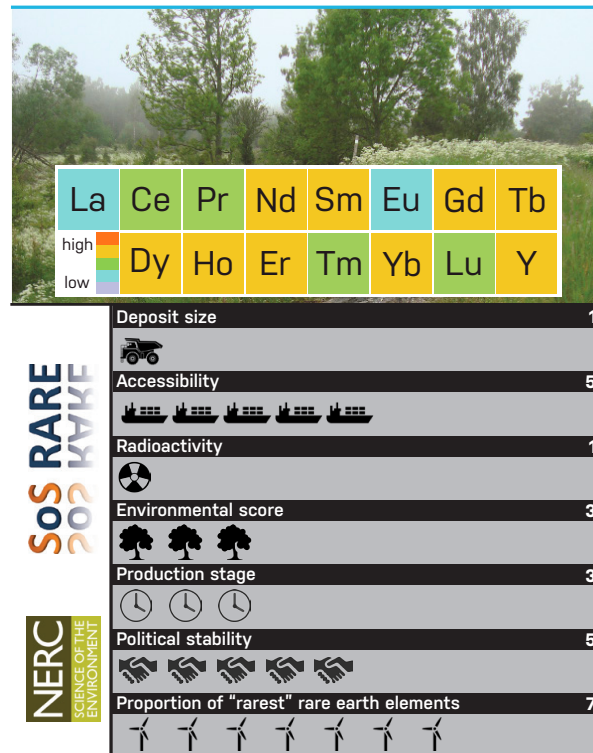 La Ce Pr Nd Sm Eu Gd Tb
high
low
Dy Ho Er Tm Yb Lu Y
Deposit size 1
Accessibility 5
Radioactivity 1
Environmental score 3
Production stage 3
Political stability 5
Proportion of “rarest” rare earth elements 7
SoS RARE
NERC
SCIENCE OF THE
ENVIRONMENT